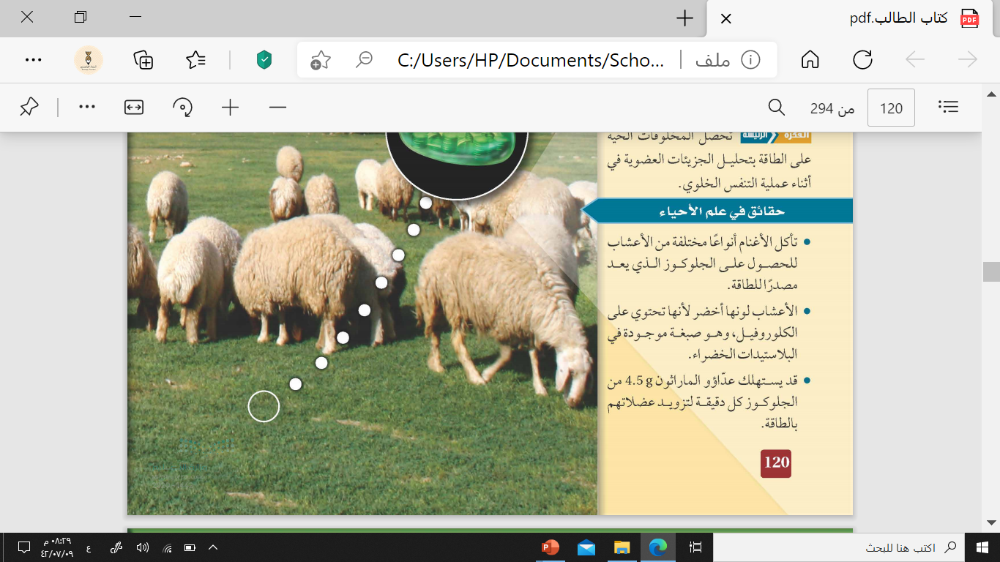 كتاب الطالب.pdf
PDF
ملف
C:/Users/HP/Documents/Scho...
120
من 294
الفكرة الرئيسة تحصل المخلوقات الحية
على الطاقة بتحليل الجزيئات العضوية في
أثناء عملية التنفس الخلوي.
حقائق في علم الأحياء
• تأكل الأغنام أنواعًا مختلفة من الأعشاب
للحصول على الجلوكوز الذي يعد
مصدرًا للطاقة.
• الأعشاب لونها أخضر لأنها تحتوي على
الكلوروفيل، وهو صبغة موجودة في
البلاستيدات الخضراء.
• قد يستهلك عدّاؤو الماراثون 4.5 g من
الجلوكوز كل دقيقة لتزويد عضلاتهم
بالطاقة.
120
اكتب هنا للبحث
ع
٠٨:٢٩ م
٤٢/٠٧/٠٩